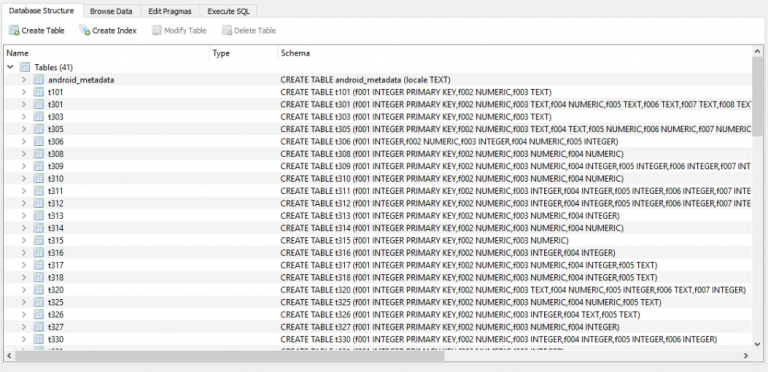 Database Structure Browse Data Edit Pragmas Execute SQL
Create Table Create Index Modify Table Delete Table
Name Type Schema
Tables (41)
android_metadata CREATE TABLE android_metadata (locale TEXT)
t101 CREATE TABLE t101 (f001 INTEGER PRIMARY KEY,f002 NUMERIC,f003 TEXT)
t301 CREATE TABLE t301 (f001 INTEGER PRIMARY KEY,f002 NUMERIC,f003 TEXT,f004 NUMERIC,f005 TEXT,f006 TEXT,f007 TEXT,f008 TEX
t303 CREATE TABLE t303 (f001 INTEGER PRIMARY KEY,f002 NUMERIC,f003 TEXT)
t305 CREATE TABLE t305 (f001 INTEGER PRIMARY KEY,f002 NUMERIC,f003 TEXT,f004 TEXT,f005 NUMERIC,f006 NUMERIC,f007 NUMERIC
t306 CREATE TABLE t306 (f001 INTEGER,f002 NUMERIC,f003 INTEGER,f004 NUMERIC,f005 INTEGER)
t308 CREATE TABLE t308 (f001 INTEGER PRIMARY KEY,f002 NUMERIC,f003 NUMERIC,f004 NUMERIC)
t309 CREATE TABLE t309 (f001 INTEGER PRIMARY KEY,f002 NUMERIC,f003 NUMERIC,f004 INTEGER,f005 INTEGER,f006 INTEGER,f007 INT
t310 CREATE TABLE t310 (f001 INTEGER PRIMARY KEY,f002 NUMERIC,f003 NUMERIC,f004 NUMERIC)
t311 CREATE TABLE t311 (f001 INTEGER PRIMARY KEY,f002 NUMERIC,f003 INTEGER,f004 INTEGER,f005 INTEGER,f006 INTEGER,f007 INTE
t312 CREATE TABLE t312 (f001 INTEGER PRIMARY KEY,f002 NUMERIC,f003 INTEGER,f004 INTEGER,f005 INTEGER,f006 INTEGER,f007 INTE
t313 CREATE TABLE t313 (f001 INTEGER PRIMARY KEY,f002 NUMERIC,f003 NUMERIC,f004 INTEGER)
t314 CREATE TABLE t314 (f001 INTEGER PRIMARY KEY,f002 NUMERIC,f003 NUMERIC,f004 NUMERIC)
t315 CREATE TABLE t315 (f001 INTEGER PRIMARY KEY,f002 NUMERIC,f003 NUMERIC)
t316 CREATE TABLE t316 (f001 INTEGER PRIMARY KEY,f002 NUMERIC,f003 INTEGER,f004 INTEGER)
t317 CREATE TABLE t317 (f001 INTEGER PRIMARY KEY,f002 NUMERIC,f003 NUMERIC,f004 NUMERIC,f005 TEXT)
t318 CREATE TABLE t318 (f001 INTEGER PRIMARY KEY,f002 NUMERIC,f003 NUMERIC,f004 INTEGER,f005 TEXT)
t320 CREATE TABLE t320 (f001 INTEGER PRIMARY KEY,f002 NUMERIC,f003 TEXT,f004 NUMERIC,f005 INTEGER,f006 TEXT,f007 INTEGER)
t325 CREATE TABLE t325 (f001 INTEGER PRIMARY KEY,f002 NUMERIC,f003 NUMERIC,f004 NUMERIC,f005 TEXT)
t326 CREATE TABLE t326 (f001 INTEGER PRIMARY KEY,f002 NUMERIC,f003 INTEGER,f004 TEXT,f005 TEXT)
t327 CREATE TABLE t327 (f001 INTEGER PRIMARY KEY,f002 NUMERIC,f003 NUMERIC,f004 INTEGER)
t330 CREATE TABLE t330 (f001 INTEGER PRIMARY KEY,f002 NUMERIC,f003 NUMERIC,f004 INTEGER,f005 INTEGER,f006 INTEGER)